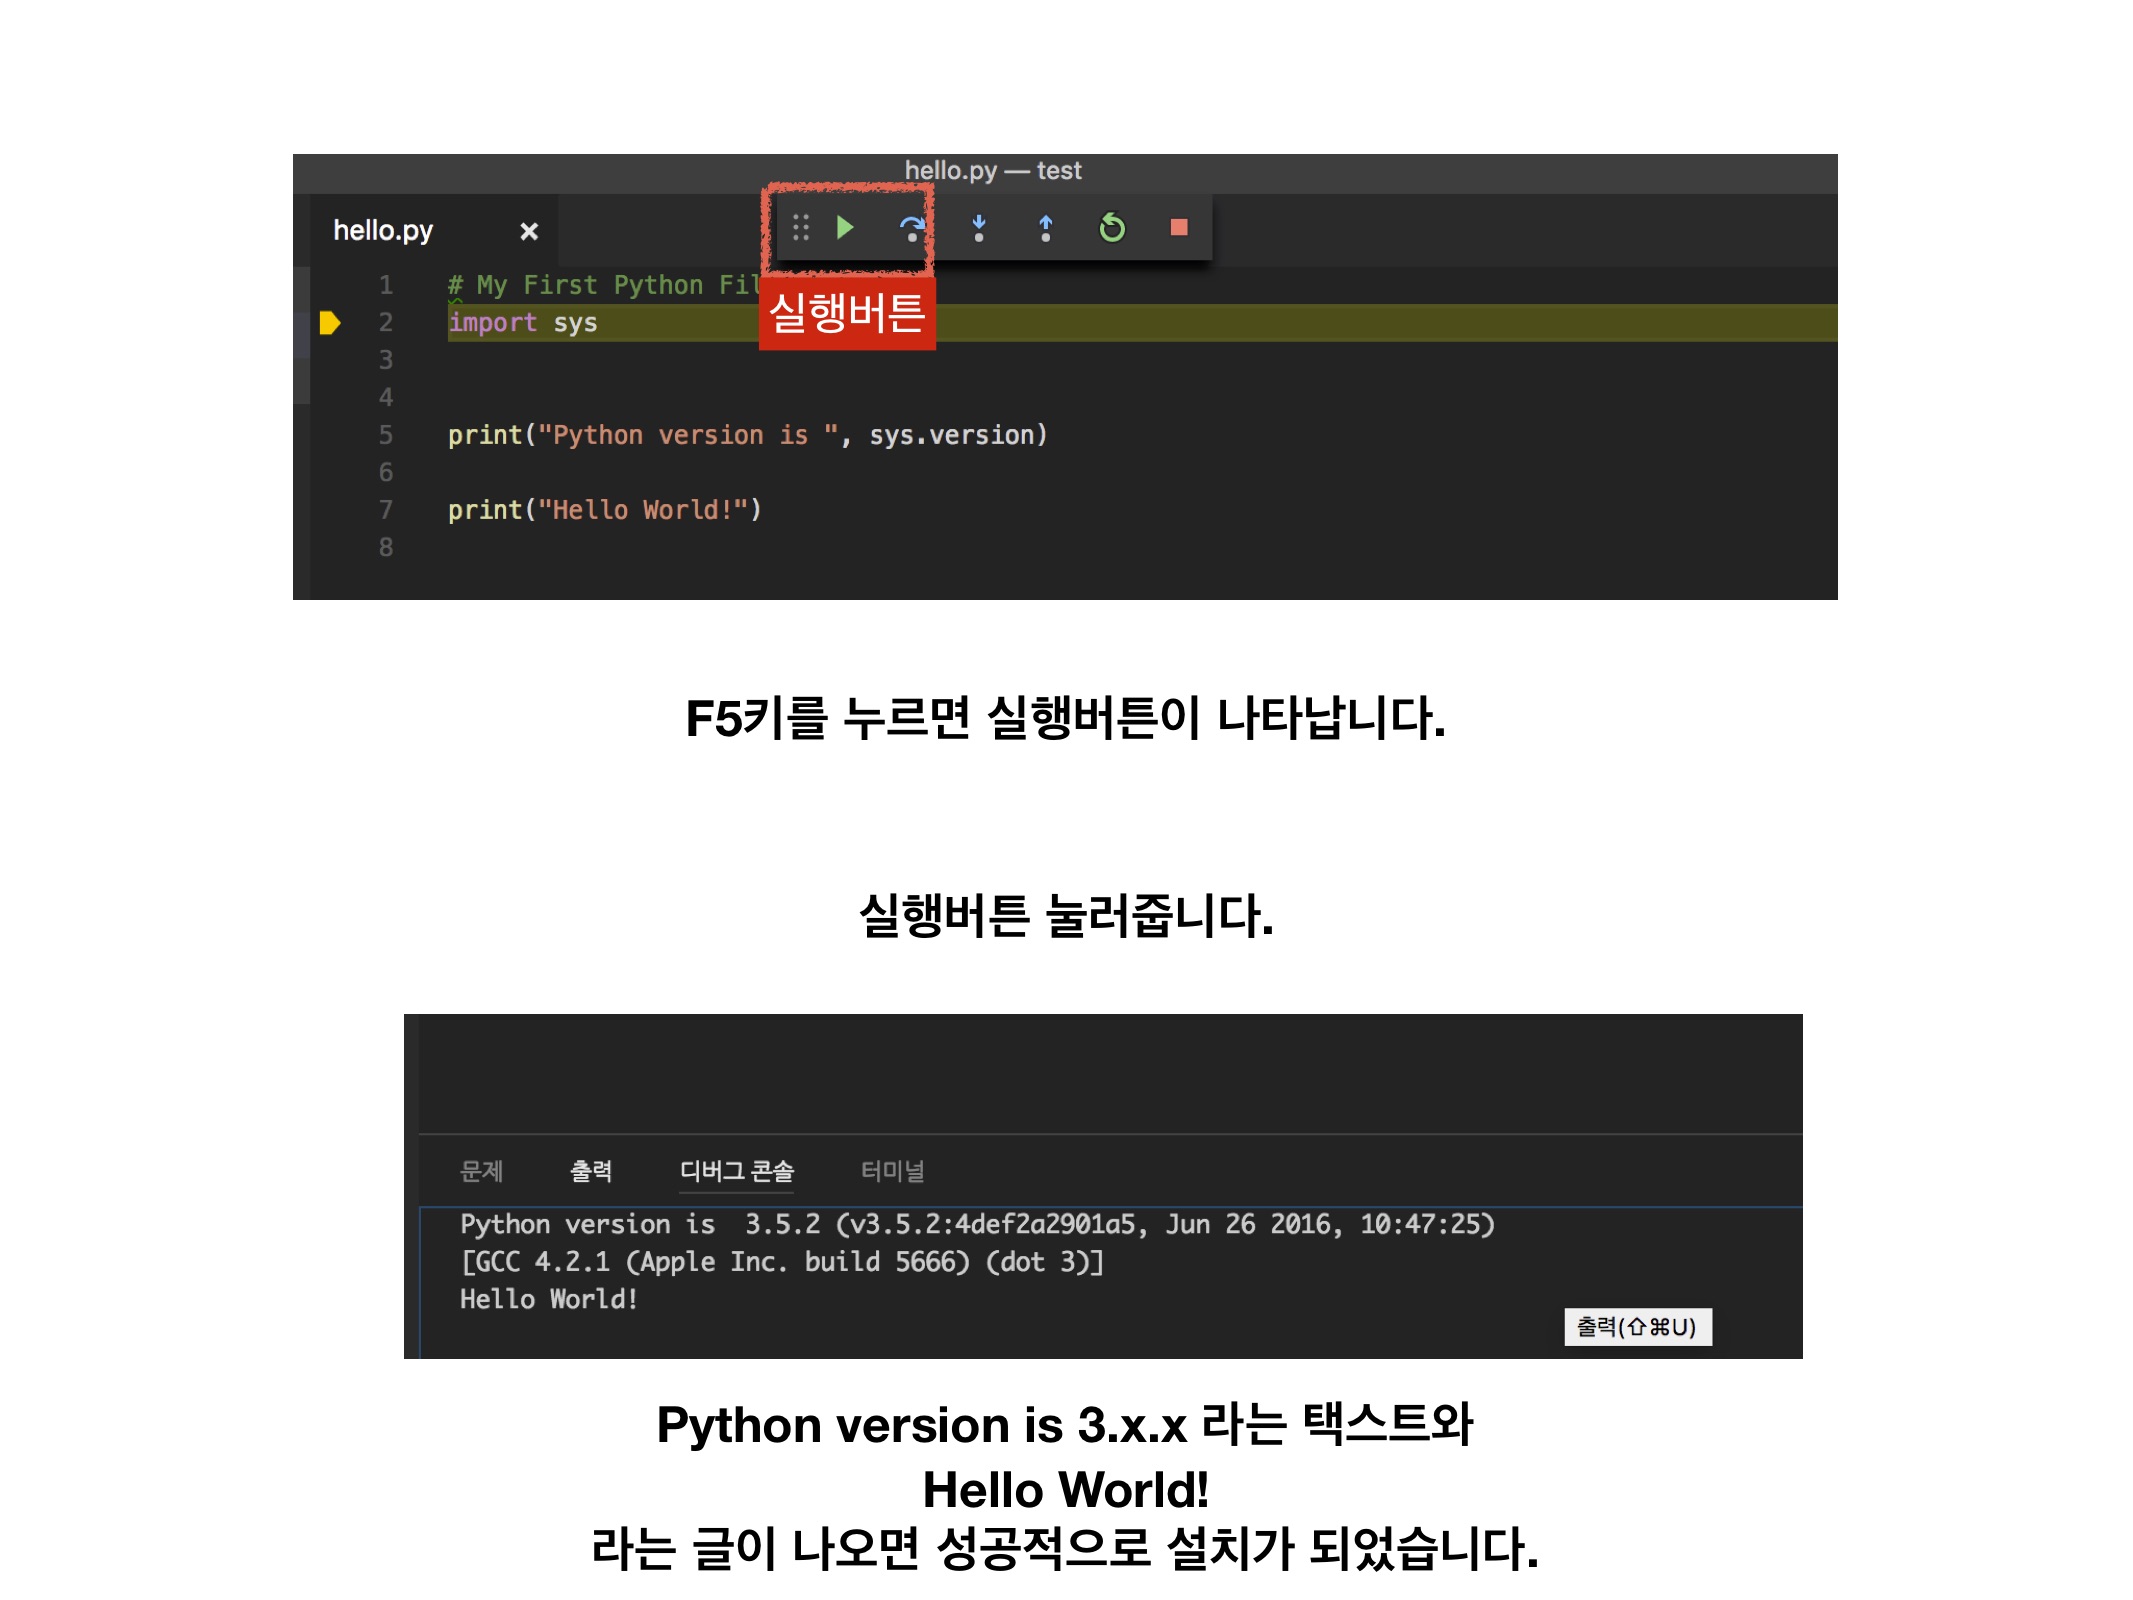 hello.py — test
hello.py
1 # My First Python Fil
실행버튼
2 import sys
3
4
5 print("Python version is ", sys.version)
6
7 print("Hello World!")
8
F5키를 누르면 실행버튼이 나타납니다.
실행버튼 눌러줍니다.
문제 출력 디버그 콘솔 터미널
Python version is  3.5.2 (v3.5.2:4def2a2901a5, Jun 26 2016, 10:47:25)
[GCC 4.2.1 (Apple Inc. build 5666) (dot 3)]
Hello World!
출력(⇧⌘U)
Python version is 3.x.x 라는 택스트와
Hello World!
라는 글이 나오면 성공적으로 설치가 되었습니다.